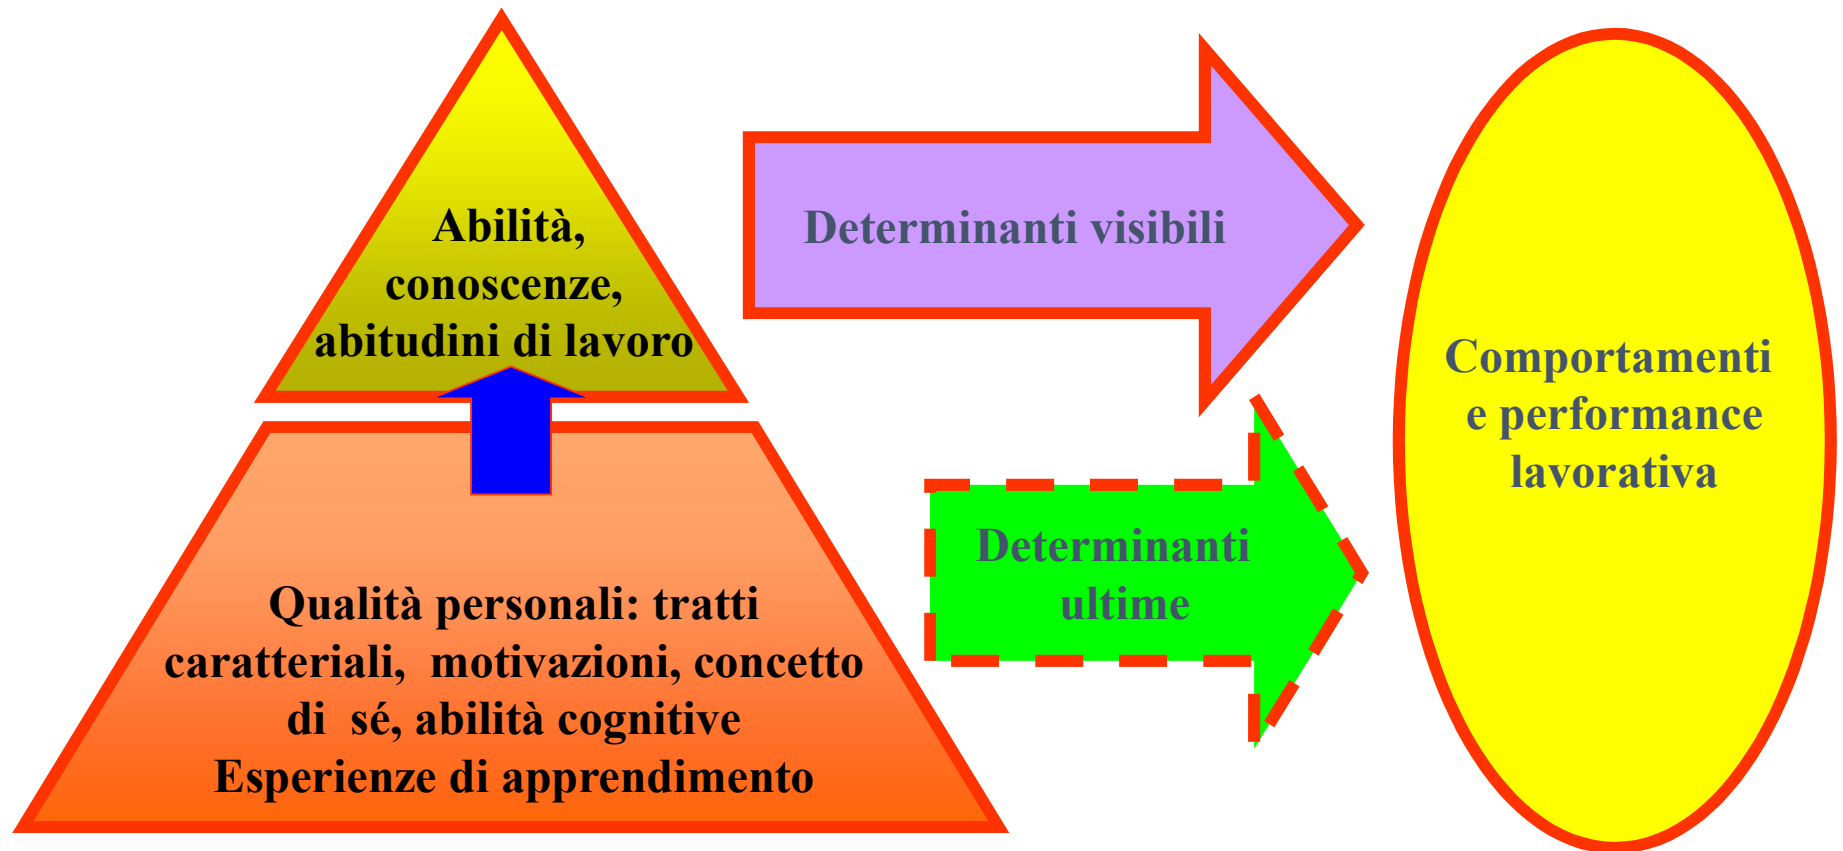 Abilità,
conoscenze,
abitudini di lavoro
Qualità personali: tratti
caratteriali, motivazioni, concetto
di sé, abilità cognitive
Esperienze di apprendimento
Determinanti visibili
Determinanti
ultime
Comportamenti
e performance
lavorativa